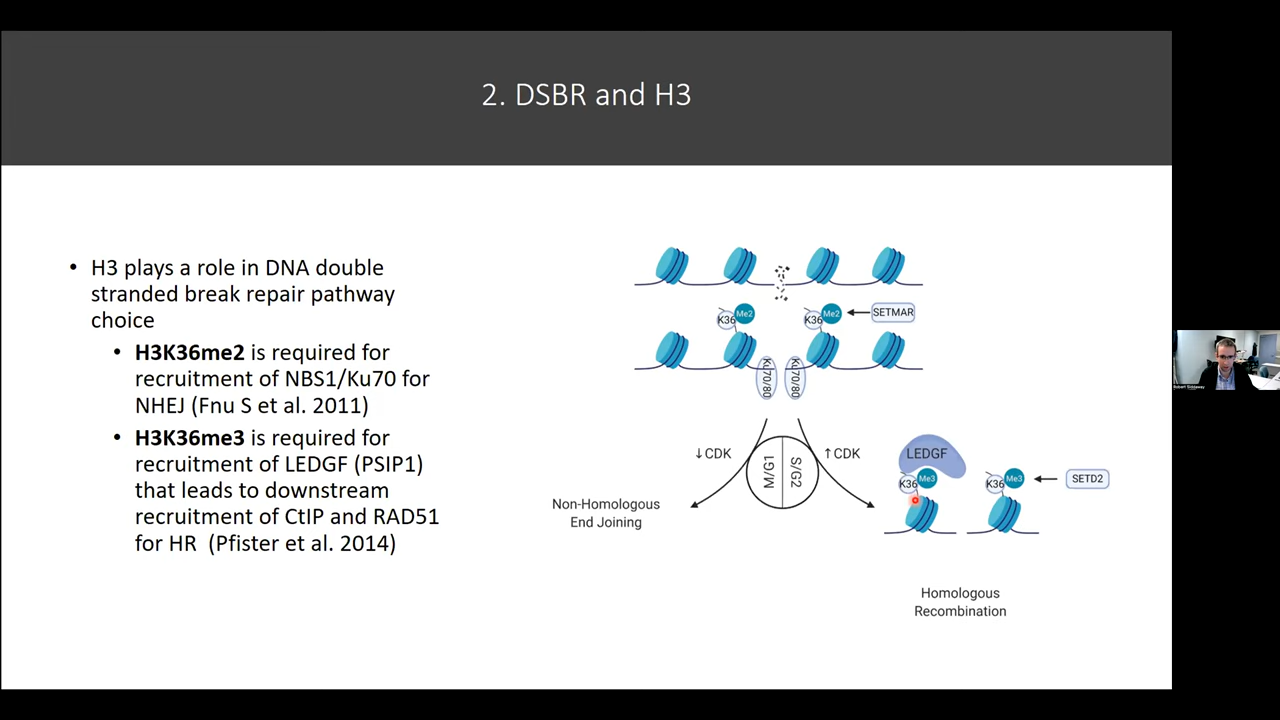 2. DSBR and H3
• H3 plays a role in DNA double
stranded break repair pathway
choice
• H3K36me2 is required for
recruitment of NBS1/Ku70 for
NHEJ (Fnu S et al. 2011)
• H3K36me3 is required for
recruitment of LEDGF (PSIP1)
that leads to downstream
recruitment of CtIP and RAD51
for HR (Pfister et al. 2014)
K36 Me2
K36 Me2
SETMAR
Ku70/80
Ku70/80
↓CDK
M/G1
S/G2
↑CDK
Non-Homologous
End Joining
LEDGF
K36 Me3
K36 Me3
SETD2
Homologous
Recombination